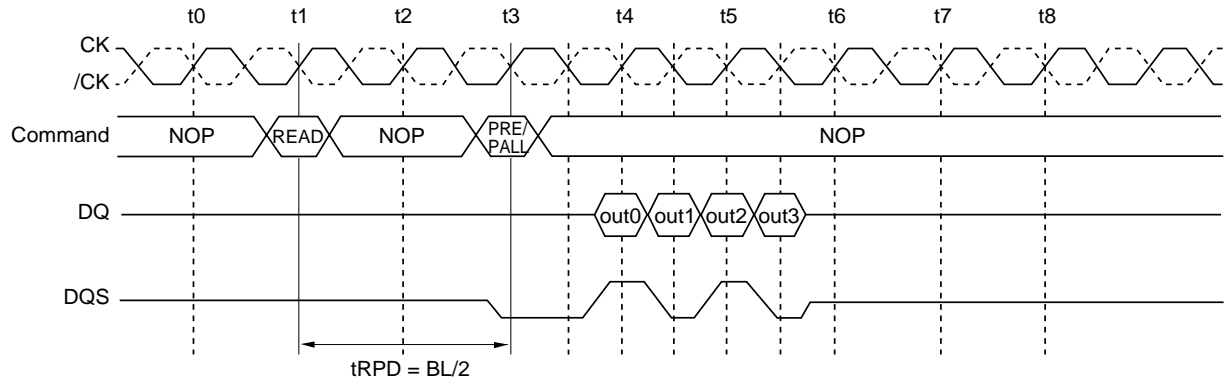 t0 t1 t2 t3 t4 t5 t6 t7 t8
CK
/CK
Command NOP READ NOP PRE/PALL NOP
DQ out0 out1 out2 out3
DQS
tRPD = BL/2